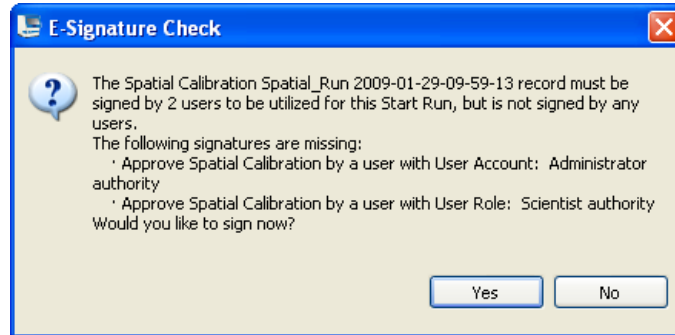 E-Signature Check
The Spatial Calibration Spatial_Run 2009-01-29-09-59-13 record must be
signed by 2 users to be utilized for this Start Run, but is not signed by any
users.
The following signatures are missing:
· Approve Spatial Calibration by a user with User Account:  Administrator
authority
· Approve Spatial Calibration by a user with User Role:  Scientist authority
Would you like to sign now?
Yes No